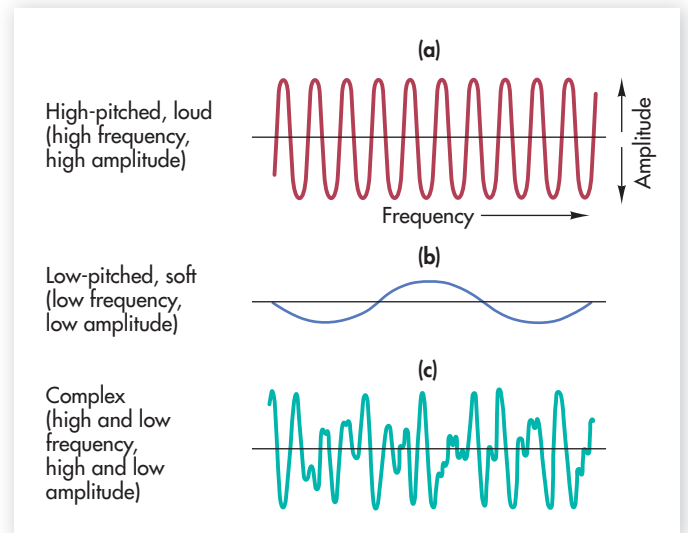 (a)
High-pitched, loud
(high frequency,
high amplitude)
Amplitude
Frequency
(b)
Low-pitched, soft
(low frequency,
low amplitude)
(c)
Complex
(high and low
frequency,
high and low
amplitude)